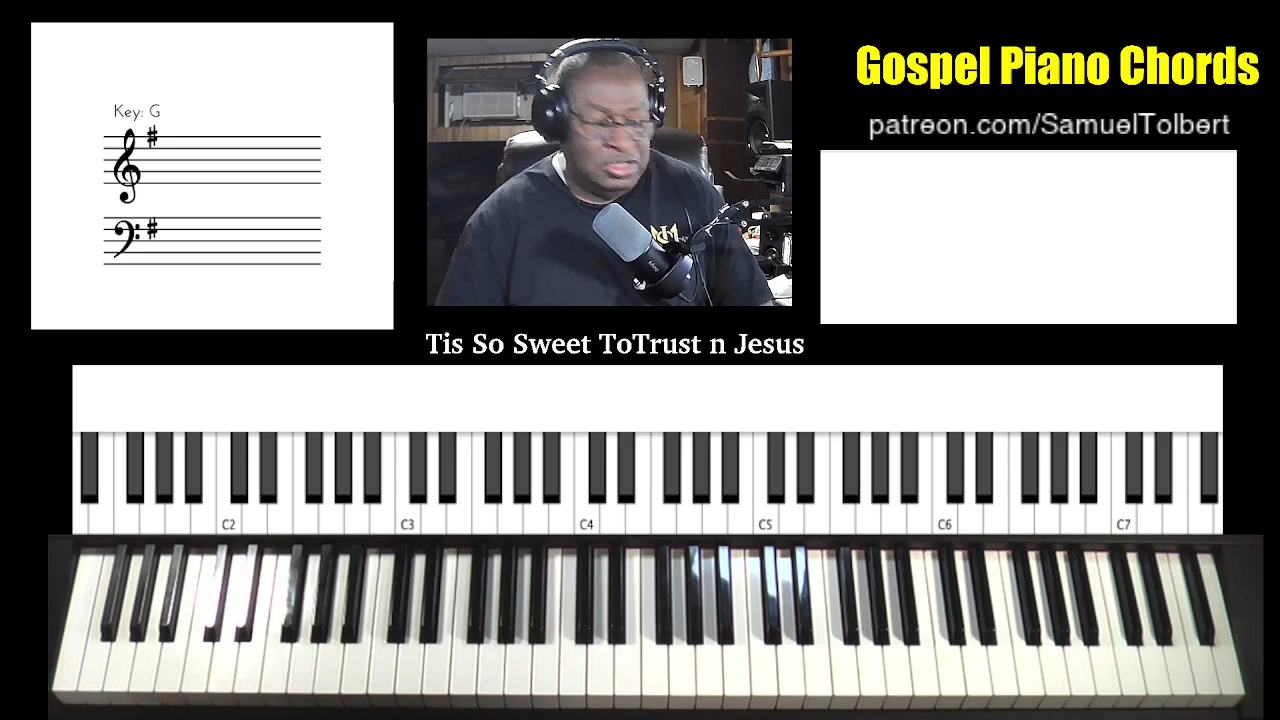 Key: G
Gospel Piano Chords
patreon.com/SamuelTolbert
Tis So Sweet ToTrust n Jesus
C2 C3 C4 C5 C6 C7